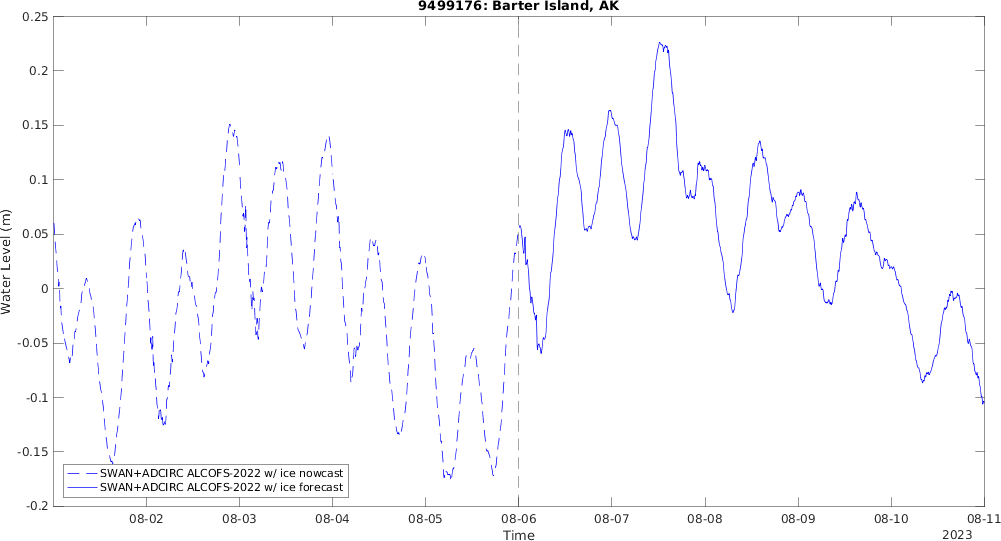 9499176: Barter Island, AK
0.25
0.2
0.15
0.1
0.05
0
-0.05
-0.1
-0.15
-0.2
Water Level (m)
SWAN+ADCIRC ALCOFS-2022 w/ ice nowcast
SWAN+ADCIRC ALCOFS-2022 w/ ice forecast
08-02 08-03 08-04 08-05 08-06 08-07 08-08 08-09 08-10 08-11
Time
2023